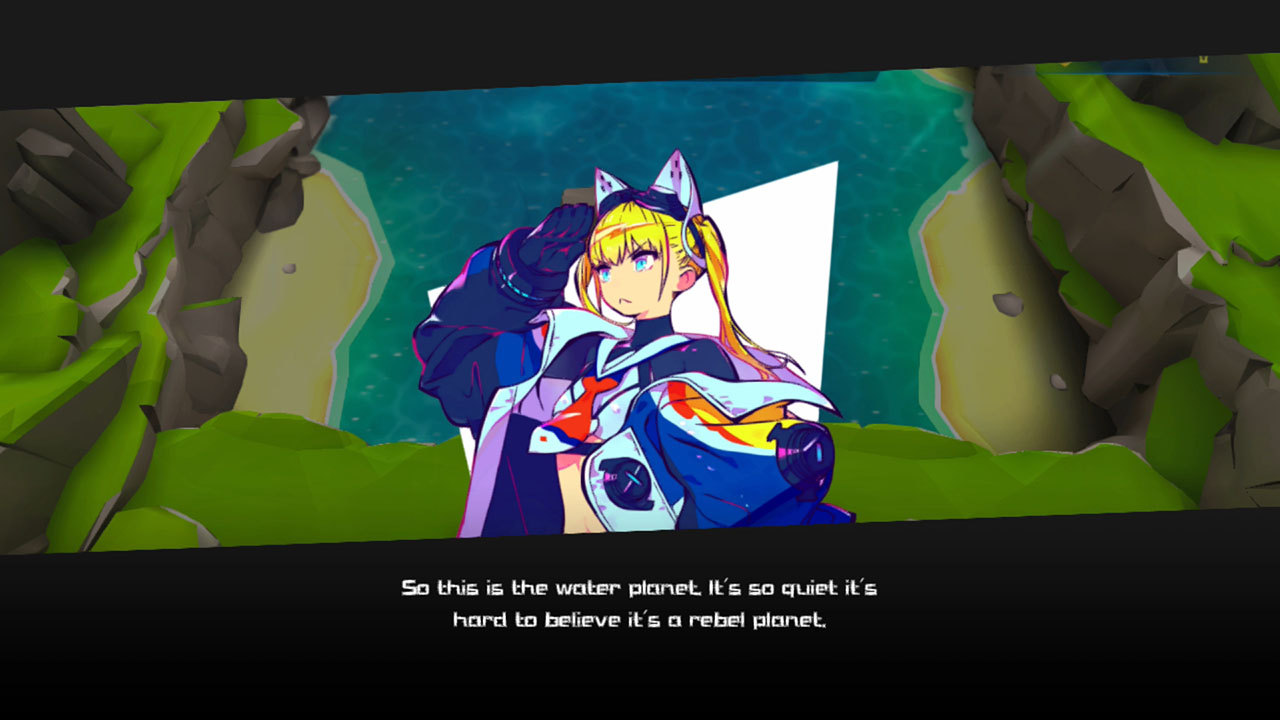 So this is the water planet. It's so quiet it's
hard to believe it's a rebel planet.